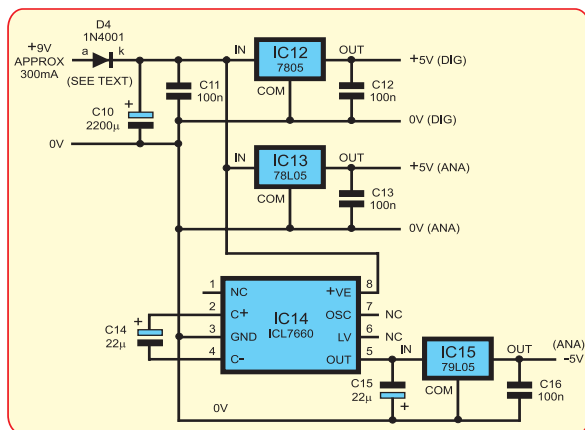 D4
1N4001
+9V
APPROX
300mA
a
k
(SEE TEXT)
+
C10
2200µ
0V
C11
100n
IN
IC12
7805
OUT
COM
C12
100n
+5V (DIG)
0V (DIG)
IN
IC13
78L05
OUT
COM
C13
100n
+5V (ANA)
0V (ANA)
1
NC
2
C+
3
GND
4
C-
IC14
ICL7660
+VE
8
OSC
7
NC
LV
6
NC
OUT
5
+
C14
22µ
C15
22µ
+
IN
IC15
79L05
OUT
COM
C16
100n
(ANA)
-5V
0V